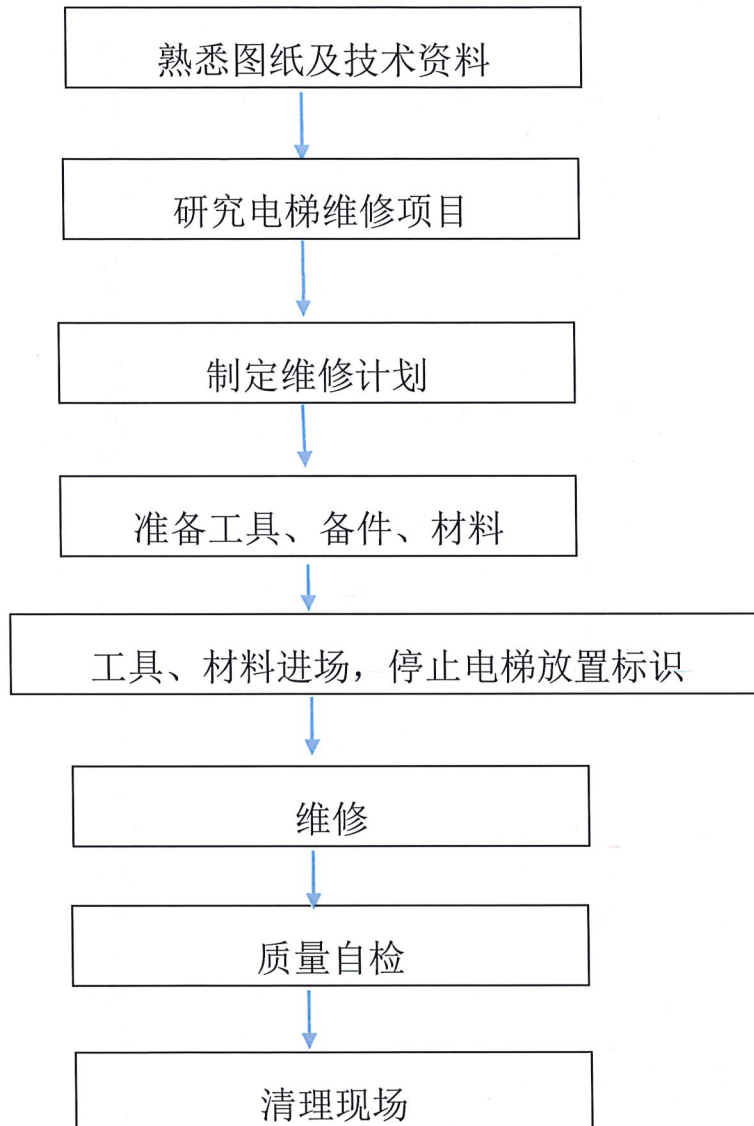 熟悉图纸及技术资料
研究电梯维修项目
制定维修计划
准备工具、备件、材料
工具、材料进场，停止电梯放置标识
维修
质量自检
清理现场